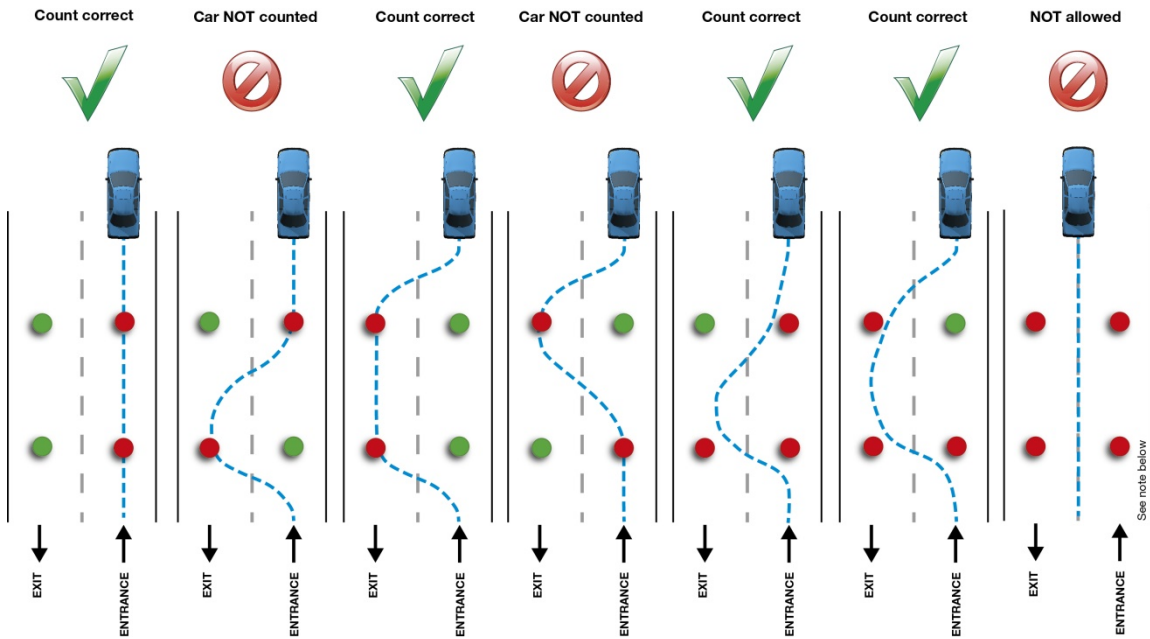 Count correct
Car NOT counted
Count correct
Car NOT counted
Count correct
Count correct
NOT allowed
See note below
EXIT
ENTRANCE
EXIT
ENTRANCE
EXIT
ENTRANCE
EXIT
ENTRANCE
EXIT
ENTRANCE
EXIT
ENTRANCE
EXIT
ENTRANCE